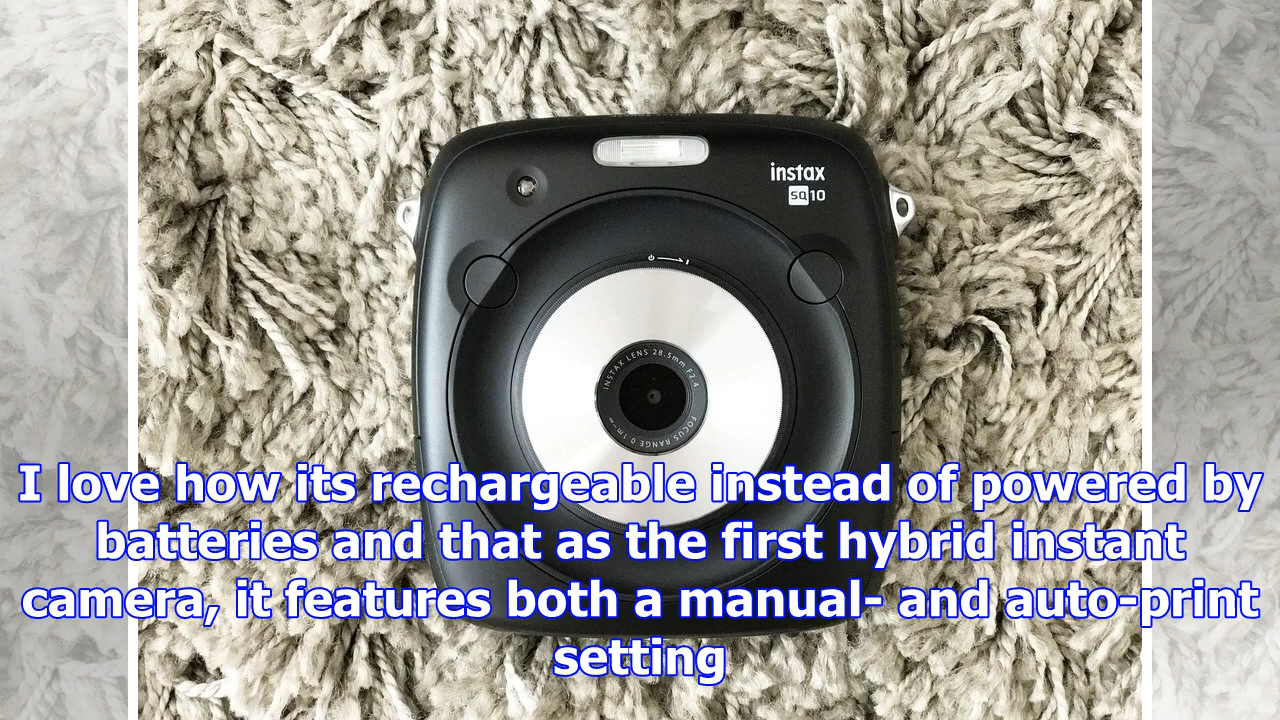 instax
SQ10
INSTAX LENS 28.5mm F2.4
FOCUS RANGE 0.1m~∞
I love how its rechargeable instead of powered by
batteries and that as the first hybrid instant
camera, it features both a manual- and auto-print
setting